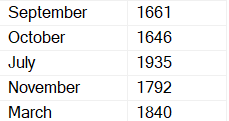 September 1661
October 1646
July 1935
November 1792
March 1840